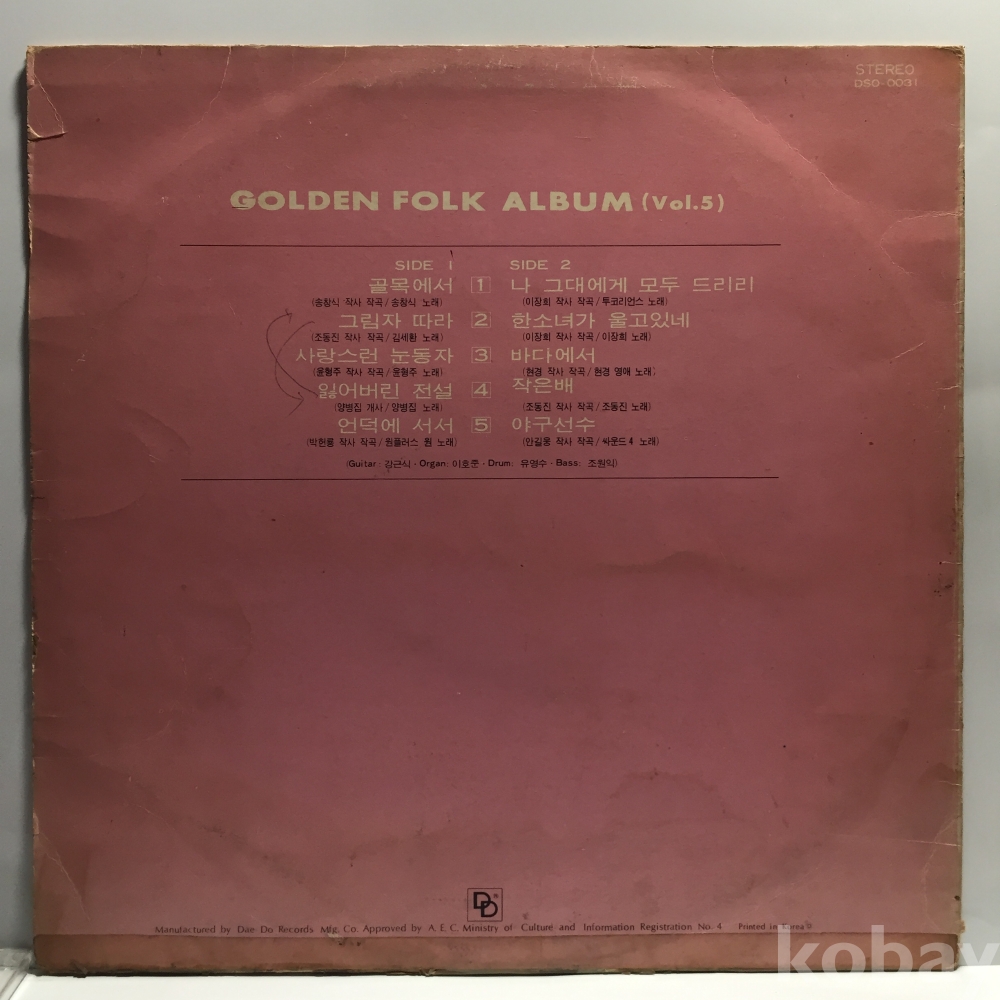 STEREO
DSO-0031
GOLDEN FOLK ALBUM (Vol.5)
SIDE 1 SIDE 2
골목에서 1 나 그대에게 모두 드리리
(송창식 작사 작곡/송창식 노래) (이장희 작사 작곡/투코리언스 노래)
그림자 따라 2 한소녀가 울고있네
(조동진 작사 작곡/김세환 노래) (이장희 작사 작곡/이장희 노래)
사랑스런 눈동자 3 바다에서
(윤형주 작사 작곡/윤형주 노래) (현경 작사 작곡/현경 영애 노래)
잃어버린 전설 4 작은배
(양병집 개사/양병집 노래) (조동진 작사 작곡/조동진 노래)
언덕에 서서 5 야구선수
(박헌룡 작사 작곡/원플러스 원 노래) (안길웅 작사 작곡/싸운드4 노래)
(Guitar: 강근식·Organ: 이호준·Drum: 유영수·Bass: 조원익)
DD
Manufactured by Dae Do Records Mfg. Co. Approved by A.E.C. Ministry of Culture and Information Registration No. 4 Printed in Korea
kobay